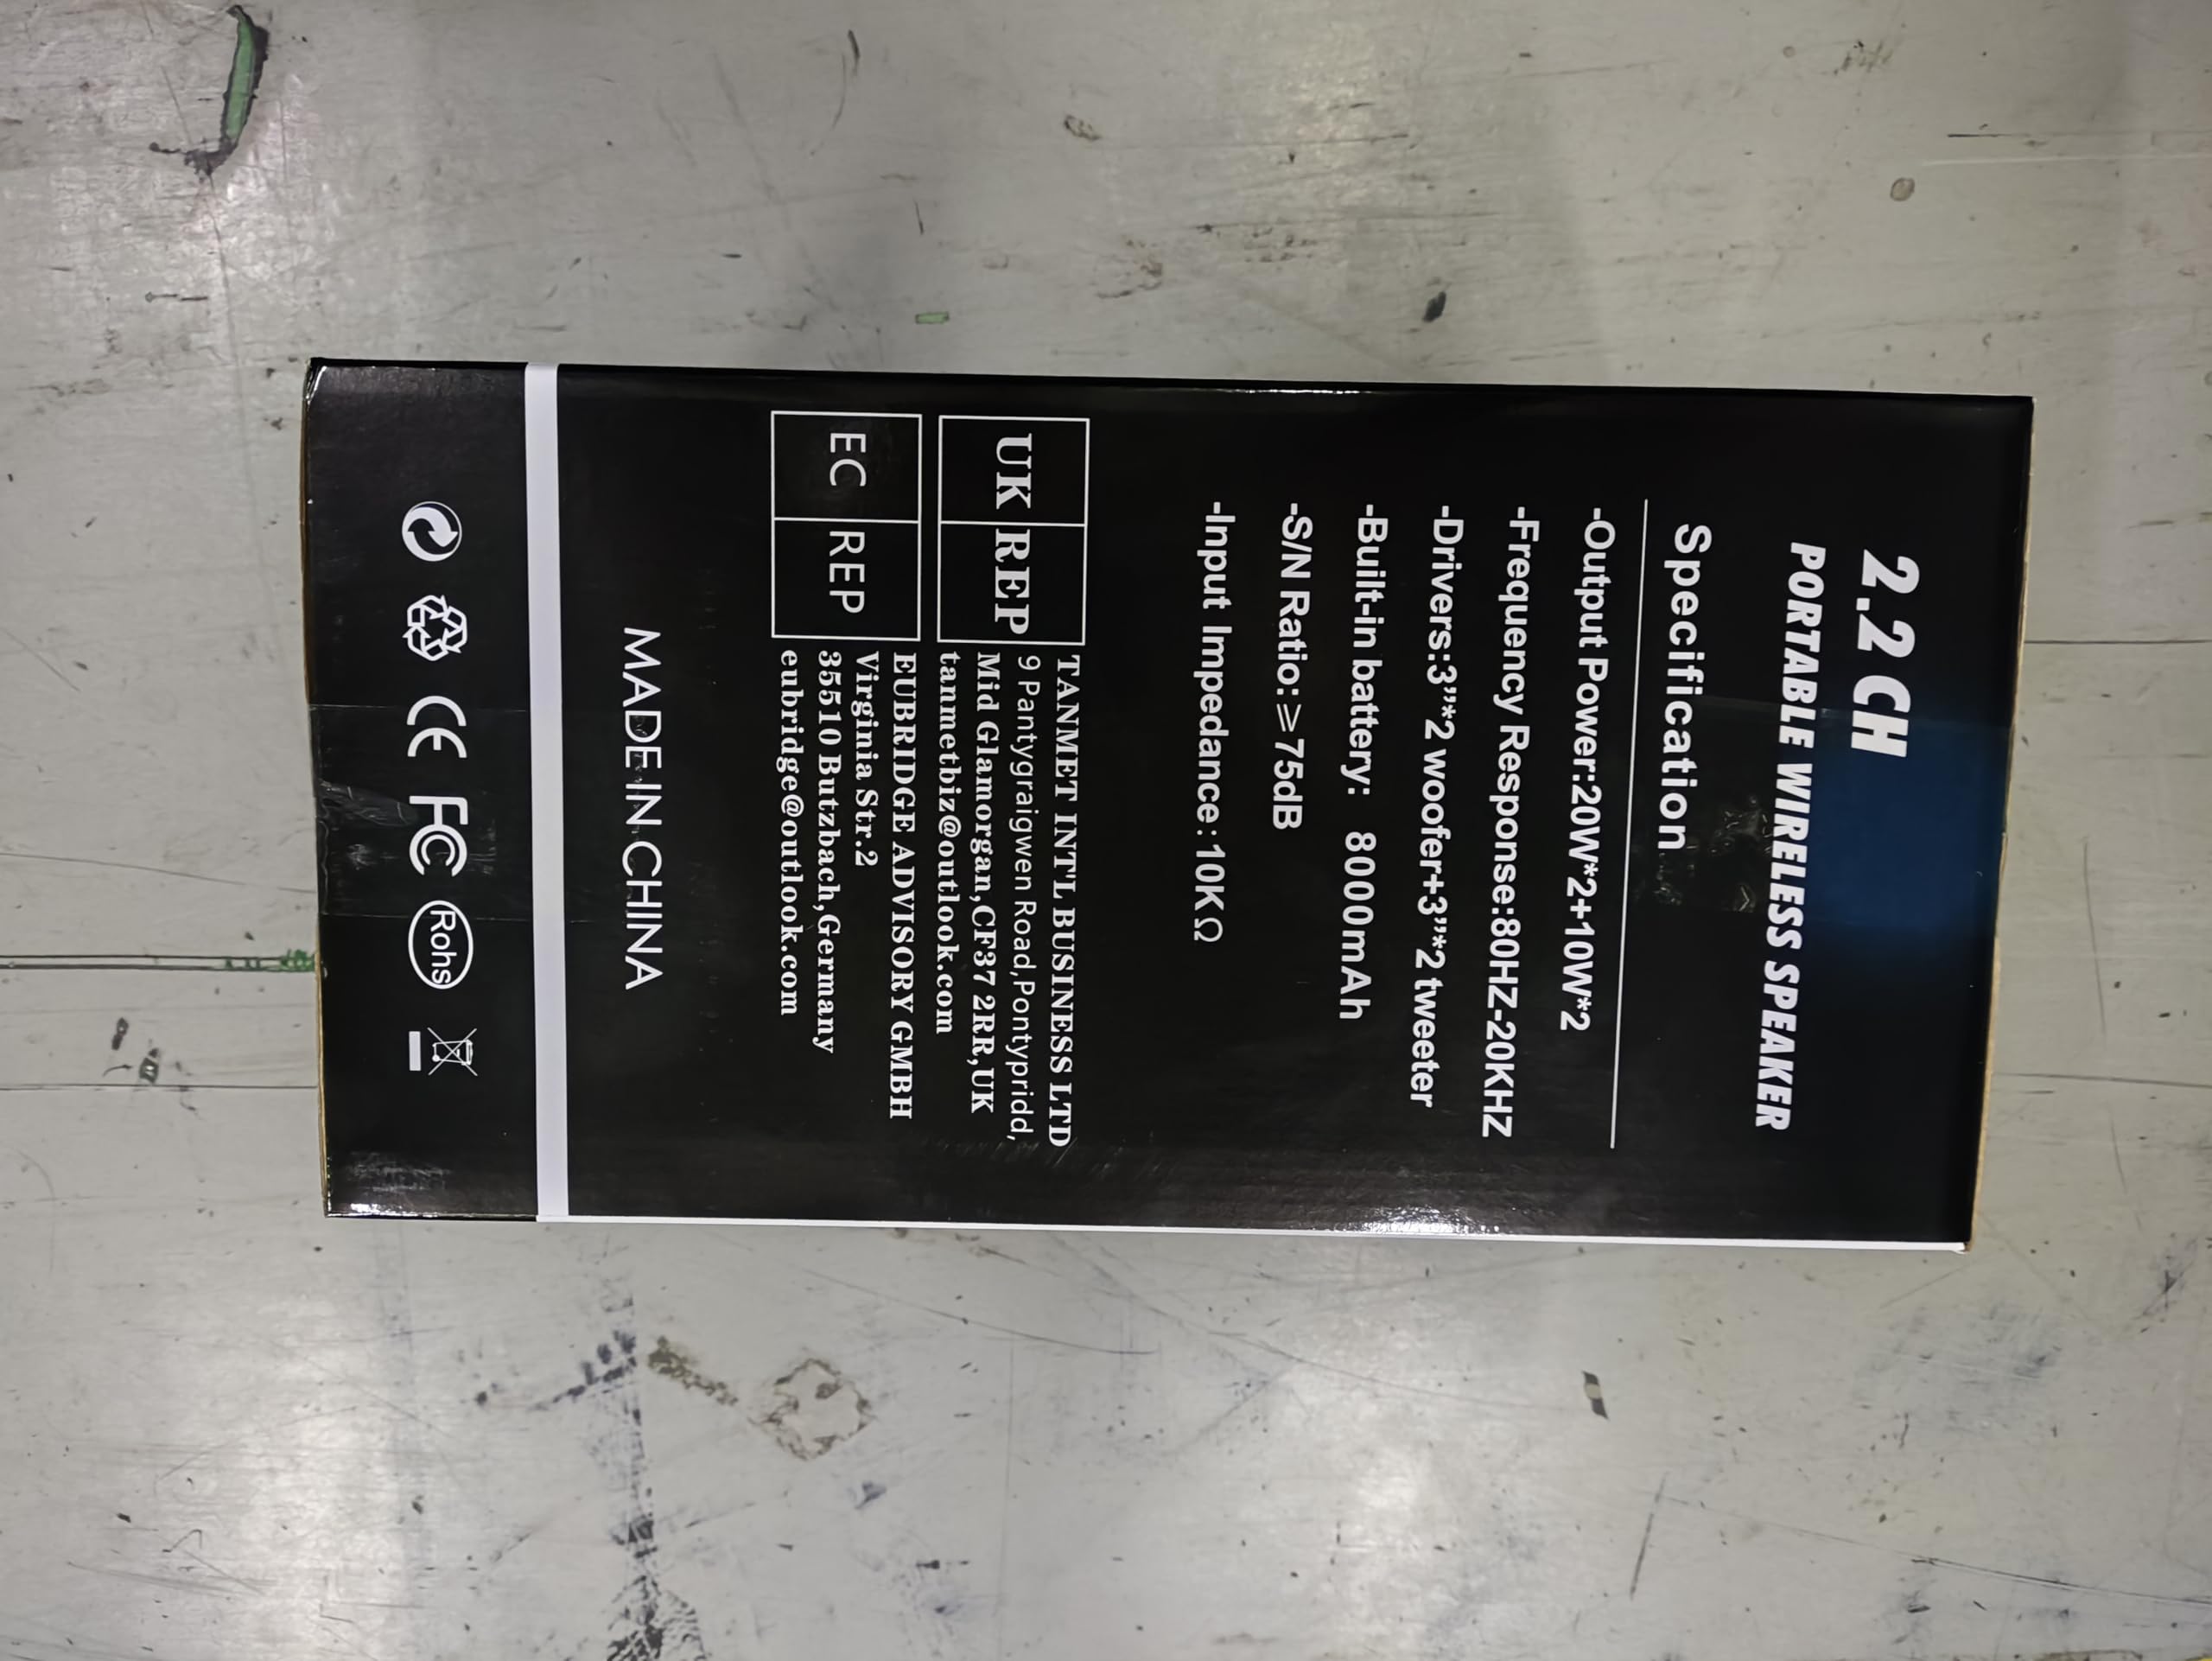 2.2 CH
PORTABLE WIRELESS SPEAKER
Specification
-Output Power:20W*2+10W*2
-Frequency Response:80HZ-20KHZ
-Drivers:3”*2 woofer+3”*2 tweeter
-Built-in battery: 8000mAh
-S/N Ratio:≥75dB
-Input Impedance:10KΩ
UK REP
TANMET INT'L BUSINESS LTD
9 Pantygraigwen Road,Pontypridd,
Mid Glamorgan,CF37 2RR,UK
tanmetbiz@outlook.com
EC REP
EUBRIDGE ADVISORY GMBH
Virginia Str.2
35510 Butzbach,Germany
eubridge@outlook.com
MADE IN CHINA
CE FC Rohs